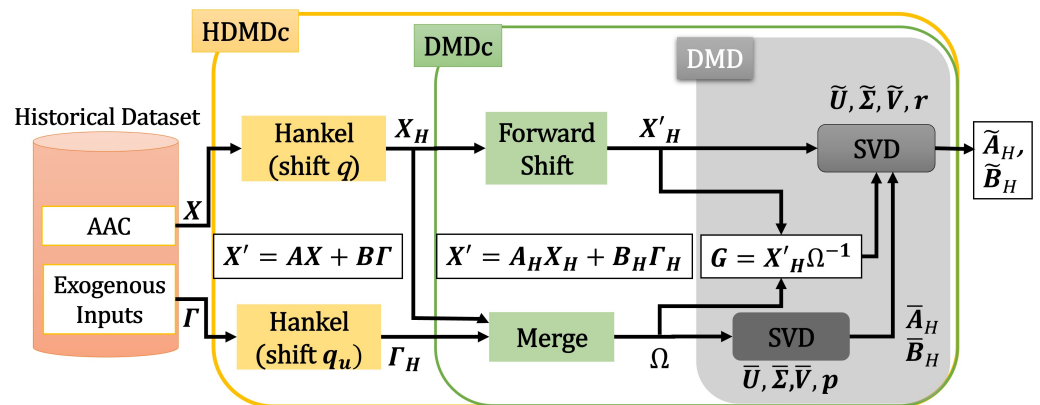 HDMDc
DMDc
DMD
Historical Dataset
AAC
Exogenous
Inputs
X
Γ
Hankel
(shift q)
X_H
Forward
Shift
X'_H
Ũ, Σ̃, Ṽ, r
SVD
Ã_H,
B̃_H
X' = AX + BΓ
X' = A_H X_H + B_H Γ_H
G = X'_H Ω⁻¹
Hankel
(shift q_u)
Γ_H
Merge
Ω
SVD
U̅, Σ̅, V̅, p
A̅_H
B̅_H